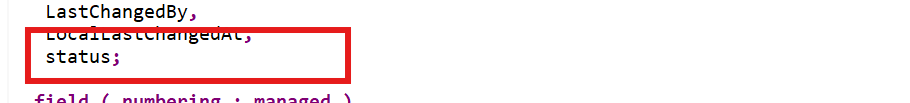 LastChangedBy,
LocalLastChangedAt;
status;
field ( numbering : managed )